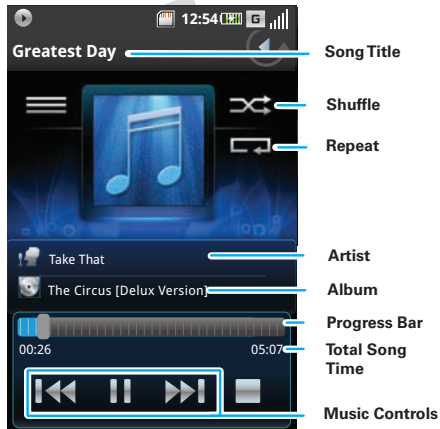 12:54 G
Greatest Day
Song Title
Shuffle
Repeat
Take That
Artist
The Circus [Delux Version]
Album
Progress Bar
00:26
05:07
Total Song
Time
Music Controls